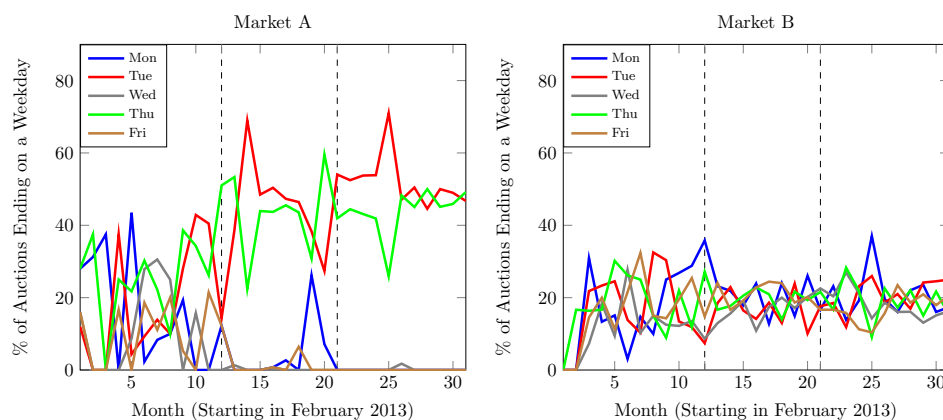 Market A
% of Auctions Ending on a Weekday
80
60
40
20
0
Mon
Tue
Wed
Thu
Fri
5
10
15
20
25
30
Month (Starting in February 2013)
Market B
% of Auctions Ending on a Weekday
80
60
40
20
0
Mon
Tue
Wed
Thu
Fri
5
10
15
20
25
30
Month (Starting in February 2013)